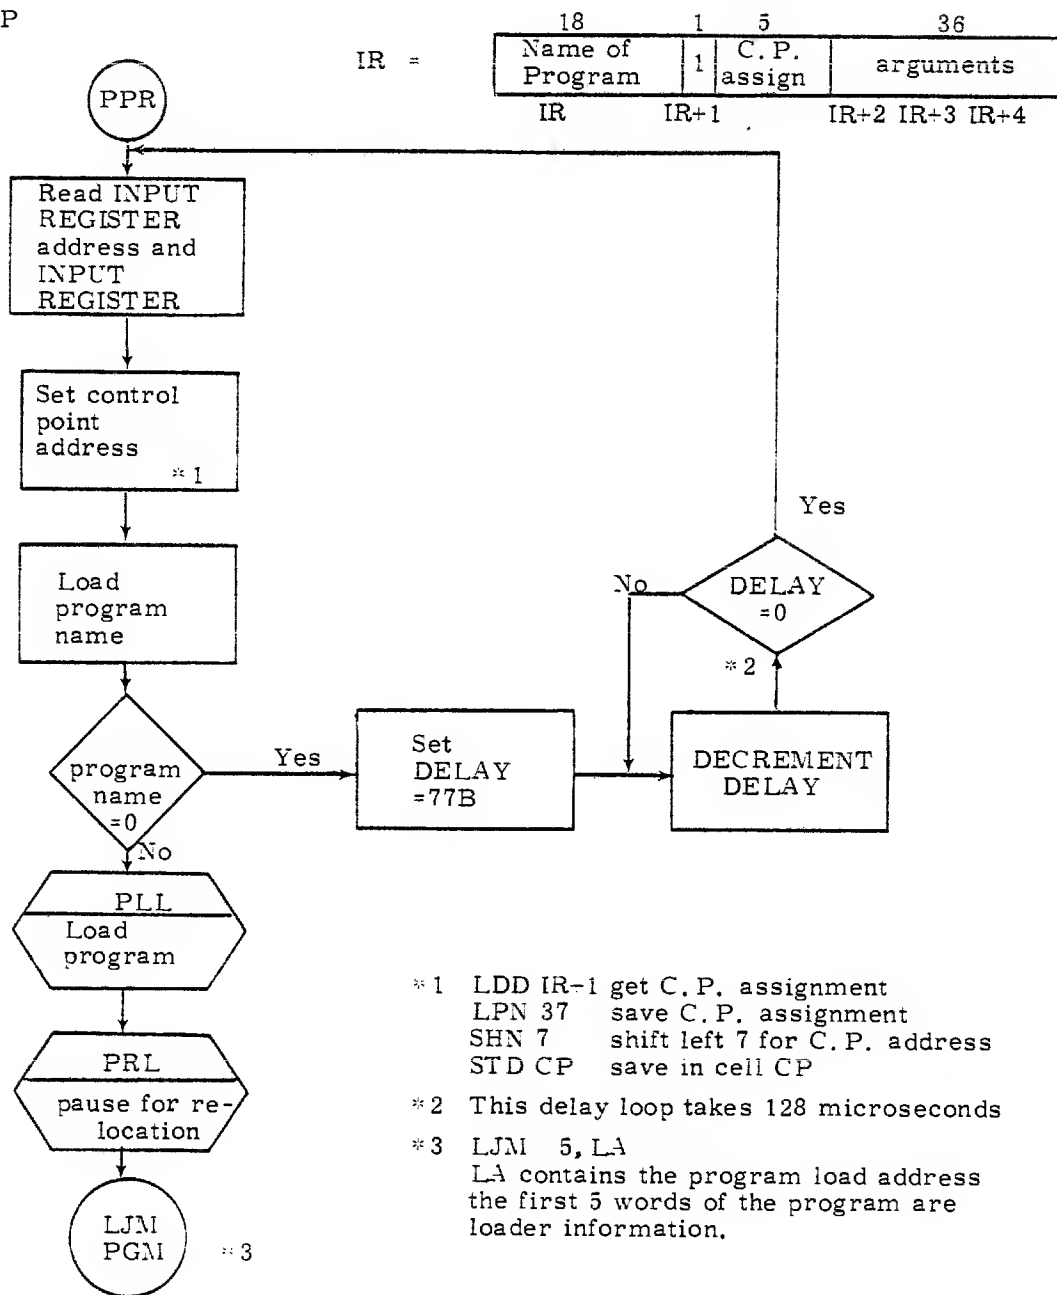 P
18 1 5 36
IR = Name of 1 C. P. arguments
Program assign
IR IR+1 IR+2 IR+3 IR+4
PPR
Read INPUT
REGISTER
address and
INPUT
REGISTER
Set control
point
address
*1
Load
program
name
program
name
=0
Yes
No
Set
DELAY
=77B
DECREMENT
DELAY
*2
DELAY
=0
No
Yes
PLL
Load
program
PRL
pause for re-
location
LJM
PGM
*3
*1 LDD IR-1 get C. P. assignment
LPN 37 save C. P. assignment
SHN 7 shift left 7 for C. P. address
STD CP save in cell CP
*2 This delay loop takes 128 microseconds
*3 LJM 5, LA
LA contains the program load address
the first 5 words of the program are
loader information.